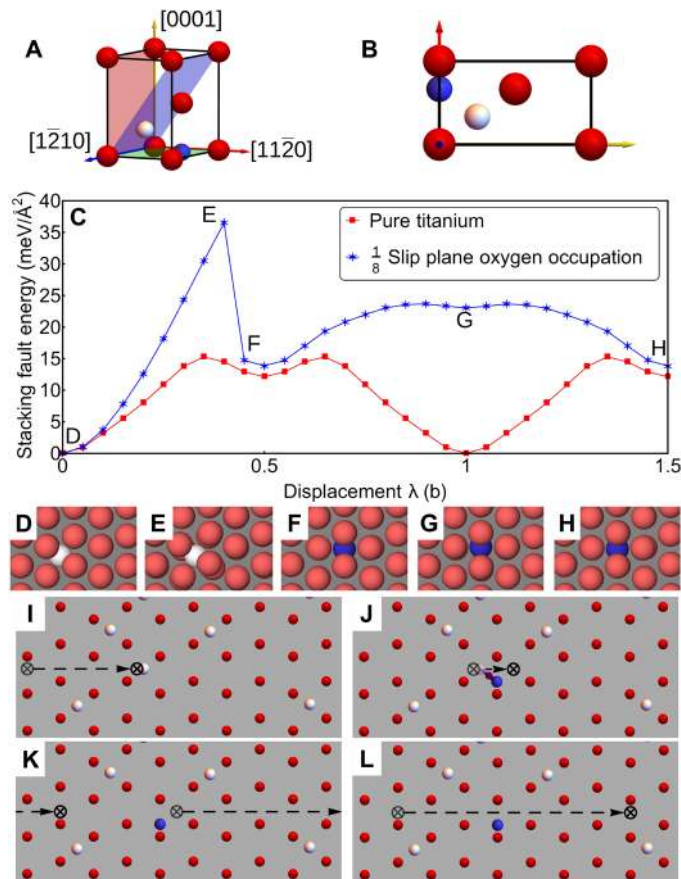 A
[0001]
[1$\bar{2}$10]
[11$\bar{2}$0]
B
C
Stacking fault energy (meV/Å²)
40
35
30
25
20
15
10
5
0
E
Pure titanium
1/8 Slip plane oxygen occupation
D
F
G
H
0
0.5
1
1.5
Displacement λ (b)
D
E
F
G
H
I
J
K
L